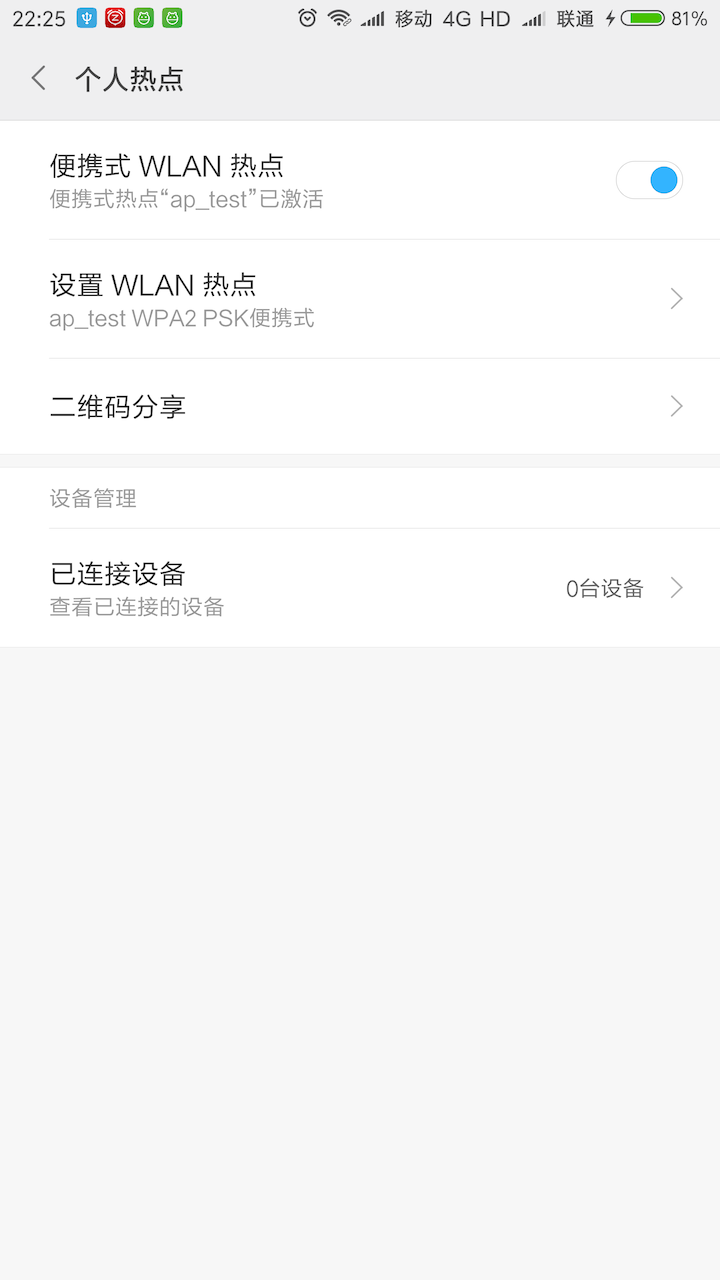 22:25 移动 4G HD 联通 81%
个人热点
便携式 WLAN 热点
便携式热点“ap_test”已激活
设置 WLAN 热点
ap_test WPA2 PSK便携式
二维码分享
设备管理
已连接设备
0台设备
查看已连接的设备